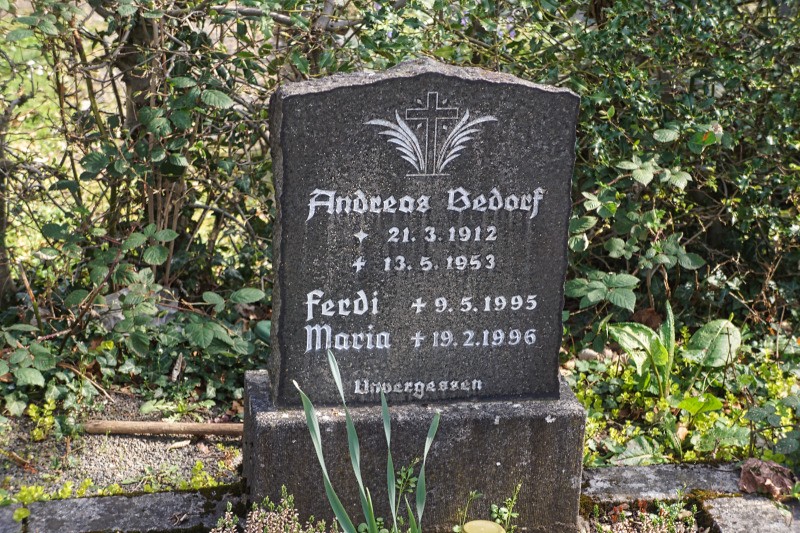 Andreas Bedorf
✦ 21. 3. 1912
✝ 13. 5. 1953
Ferdi ✝ 9. 5. 1995
Maria ✝ 19. 2. 1996
Unvergessen